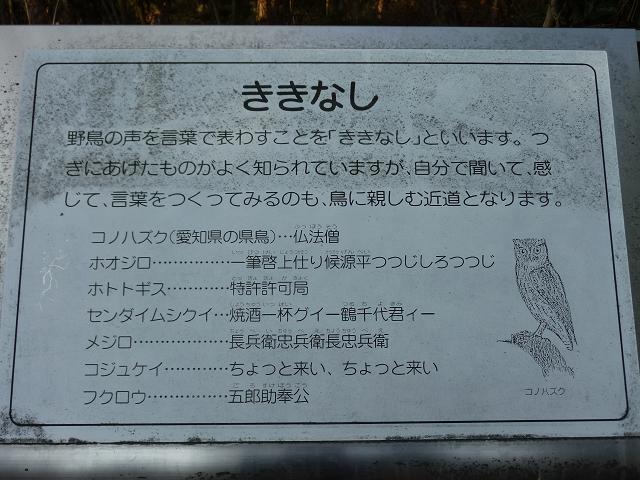 ききなし
野鳥の声を言葉で表わすことを「ききなし」といいます。つ
ぎにあげたものがよく知られていますが、自分で聞いて、感
じて、言葉をつくってみるのも、鳥に親しむ近道となります。
コノハズク(愛知県の県鳥)…仏法僧
ホオジロ……………一筆啓上仕り候源平つつじしろつつじ
ホトトギス…………特許許可局
センダイムシクイ…焼酒一杯グイー鶴千代君ィー
メジロ………………長兵衛忠兵衛長忠兵衛
コジュケイ…………ちょっと来い、ちょっと来い
フクロウ……………五郎助奉公
コノハズク